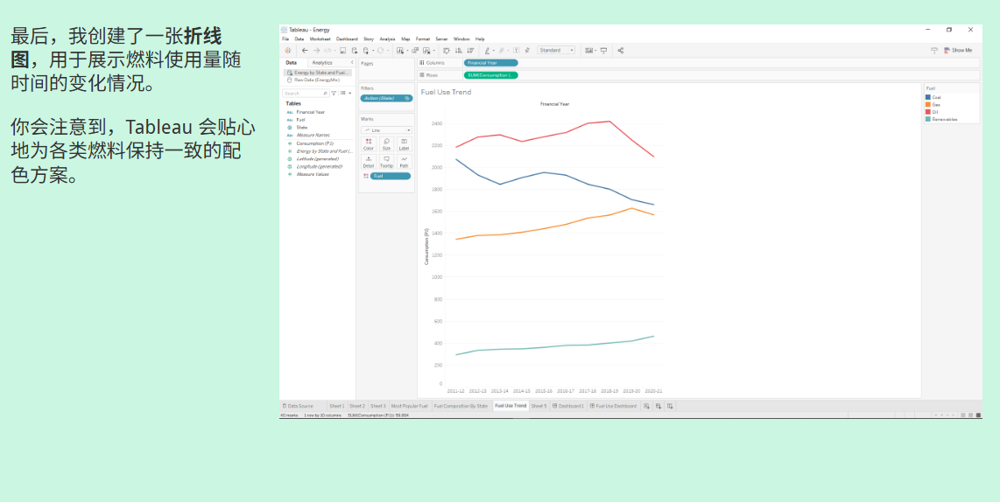 最后，我创建了一张折线
图，用于展示燃料使用量随
时间的变化情况。
你会注意到，Tableau 会贴心
地为各类燃料保持一致的配
色方案。
Tableau - Energy
File Data Worksheet Dashboard Story Analysis Map Format Server Window Help
Standard
Show Me
Data Analytics
Energy by State and Fuel...
Raw Data (EnergyMix)
Search
Tables
Abc Financial Year
Abc Fuel
State
Abc Measure Names
Consumption (PJ)
Energy by State and Fuel (...
Latitude (generated)
Longitude (generated)
Measure Values
Pages
Filters
Action (State)
Marks
Line
Color Size Label
Detail Tooltip Path
Fuel
Columns Financial Year
Rows SUM(Consumption (..
Fuel Use Trend
Financial Year
2400
2200
2000
1800
1600
1400
1200
1000
800
600
400
200
0
Consumption (PJ)
2011-12 2012-13 2013-14 2014-15 2015-16 2016-17 2017-18 2018-19 2019-20 2020-21
Fuel
Coal
Gas
Oil
Renewables
Data Source Sheet 1 Sheet 2 Sheet 3 Most Popular Fuel Fuel Composition By State Fuel Use Trend Sheet 5 Dashboard 1 Fuel Use Dashboard
40 marks 1 row by 10 columns SUM(Consumption (PJ)): 59,804